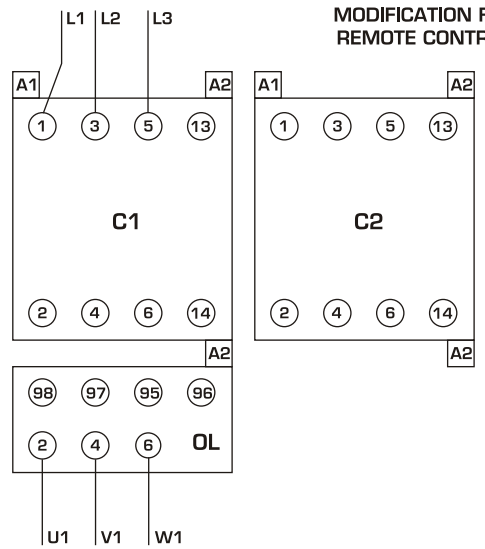 L1 L2 L3
MODIFICATION F
REMOTE CONTR
A1 A2 A1 A2
1 3 5 13 1 3 5 13
C1 C2
2 4 6 14 2 4 6 14
A2 A2
98 97 95 96
2 4 6 OL
U1 V1 W1